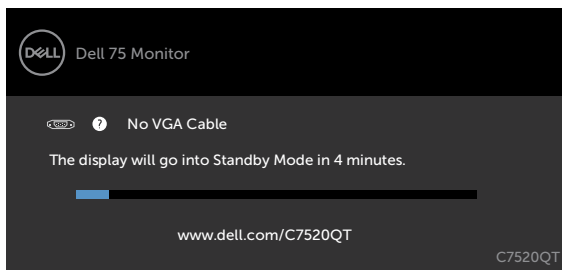 DELL Dell 75 Monitor
? No VGA Cable
The display will go into Standby Mode in 4 minutes.
www.dell.com/C7520QT
C7520QT